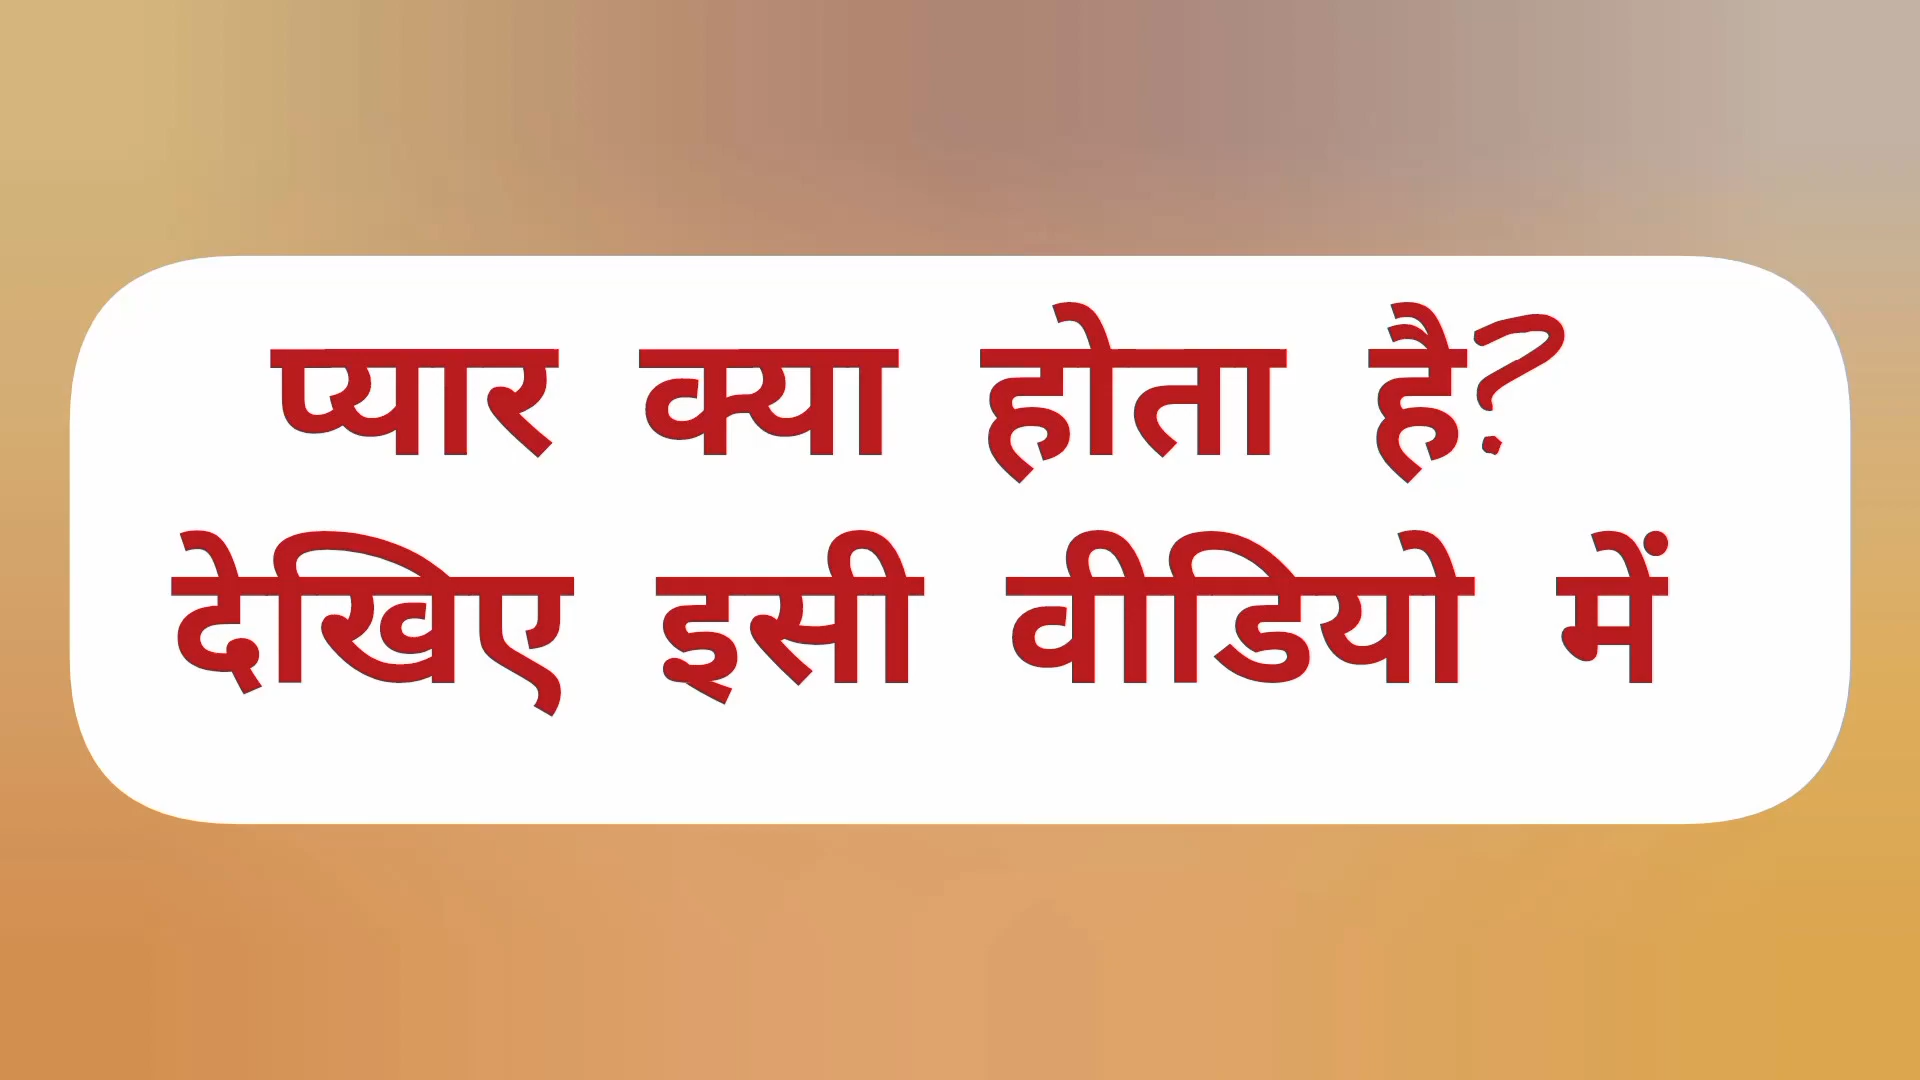 प्यार क्या होता है?
देखिए इसी वीडियो में